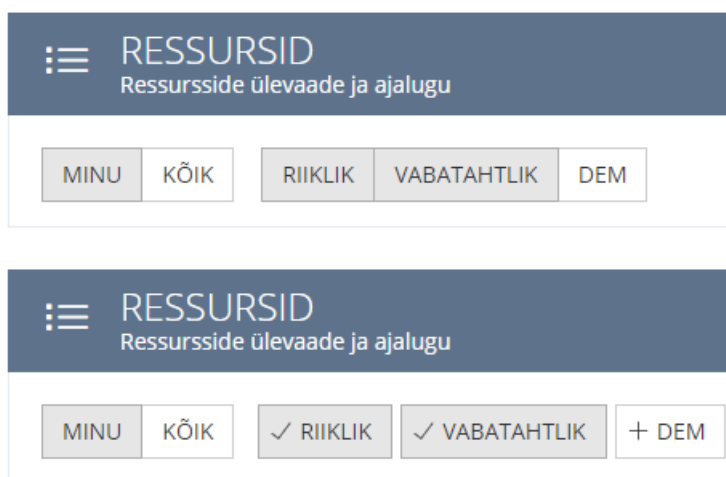 RESSURSID
Ressursside ülevaade ja ajalugu
MINU KÕIK RIIKLIK VABATAHTLIK DEM
RESSURSID
Ressursside ülevaade ja ajalugu
MINU KÕIK ✓ RIIKLIK ✓ VABATAHTLIK + DEM